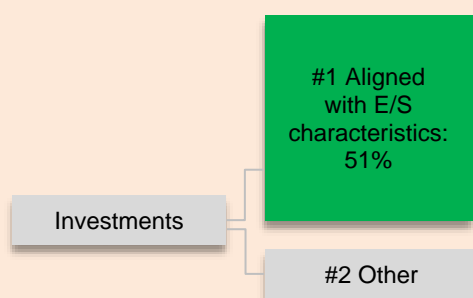 #1 Aligned
with E/S
characteristics:
51%
Investments
#2 Other